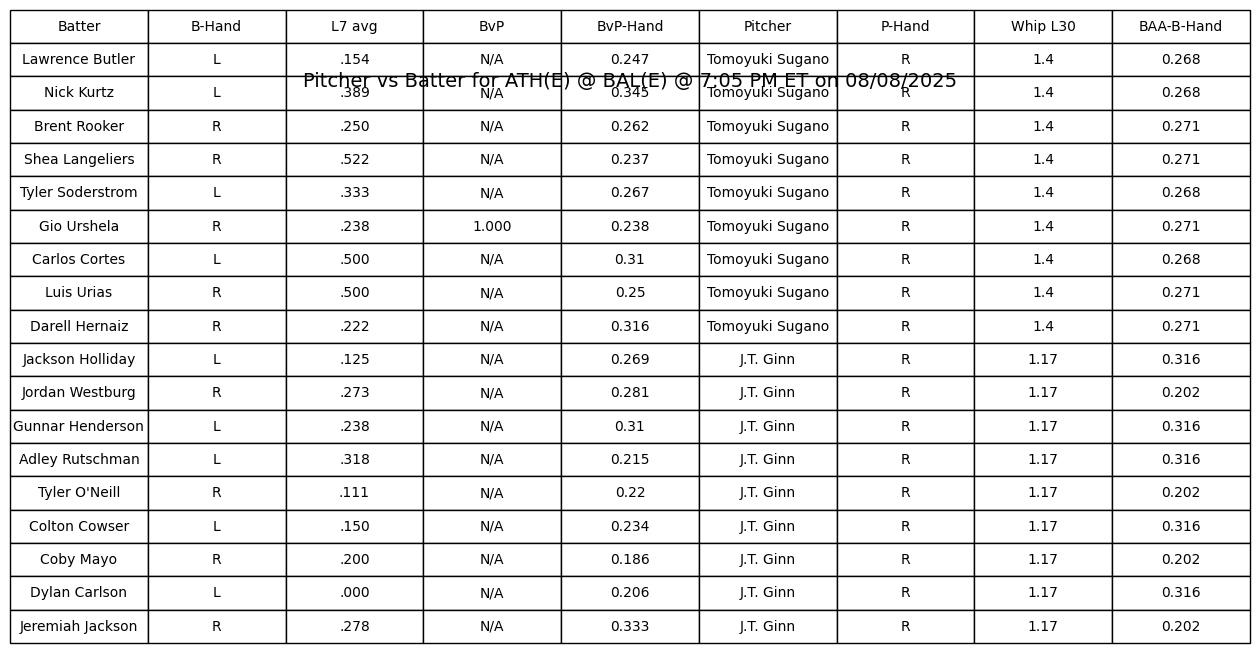 Batter B-Hand L7 avg BvP BvP-Hand Pitcher P-Hand Whip L30 BAA-B-Hand
Lawrence Butler L .154 N/A 0.247 Tomoyuki Sugano R 1.4 0.268
Pitcher vs Batter for ATH(E) @ BAL(E) @ 7:05 PM ET on 08/08/2025
Nick Kurtz L .389 N/A 0.345 Tomoyuki Sugano R 1.4 0.268
Brent Rooker R .250 N/A 0.262 Tomoyuki Sugano R 1.4 0.271
Shea Langeliers R .522 N/A 0.237 Tomoyuki Sugano R 1.4 0.271
Tyler Soderstrom L .333 N/A 0.267 Tomoyuki Sugano R 1.4 0.268
Gio Urshela R .238 1.000 0.238 Tomoyuki Sugano R 1.4 0.271
Carlos Cortes L .500 N/A 0.31 Tomoyuki Sugano R 1.4 0.268
Luis Urias R .500 N/A 0.25 Tomoyuki Sugano R 1.4 0.271
Darell Hernaiz R .222 N/A 0.316 Tomoyuki Sugano R 1.4 0.271
Jackson Holliday L .125 N/A 0.269 J.T. Ginn R 1.17 0.316
Jordan Westburg R .273 N/A 0.281 J.T. Ginn R 1.17 0.202
Gunnar Henderson L .238 N/A 0.31 J.T. Ginn R 1.17 0.316
Adley Rutschman L .318 N/A 0.215 J.T. Ginn R 1.17 0.316
Tyler O'Neill R .111 N/A 0.22 J.T. Ginn R 1.17 0.202
Colton Cowser L .150 N/A 0.234 J.T. Ginn R 1.17 0.316
Coby Mayo R .200 N/A 0.186 J.T. Ginn R 1.17 0.202
Dylan Carlson L .000 N/A 0.206 J.T. Ginn R 1.17 0.316
Jeremiah Jackson R .278 N/A 0.333 J.T. Ginn R 1.17 0.202